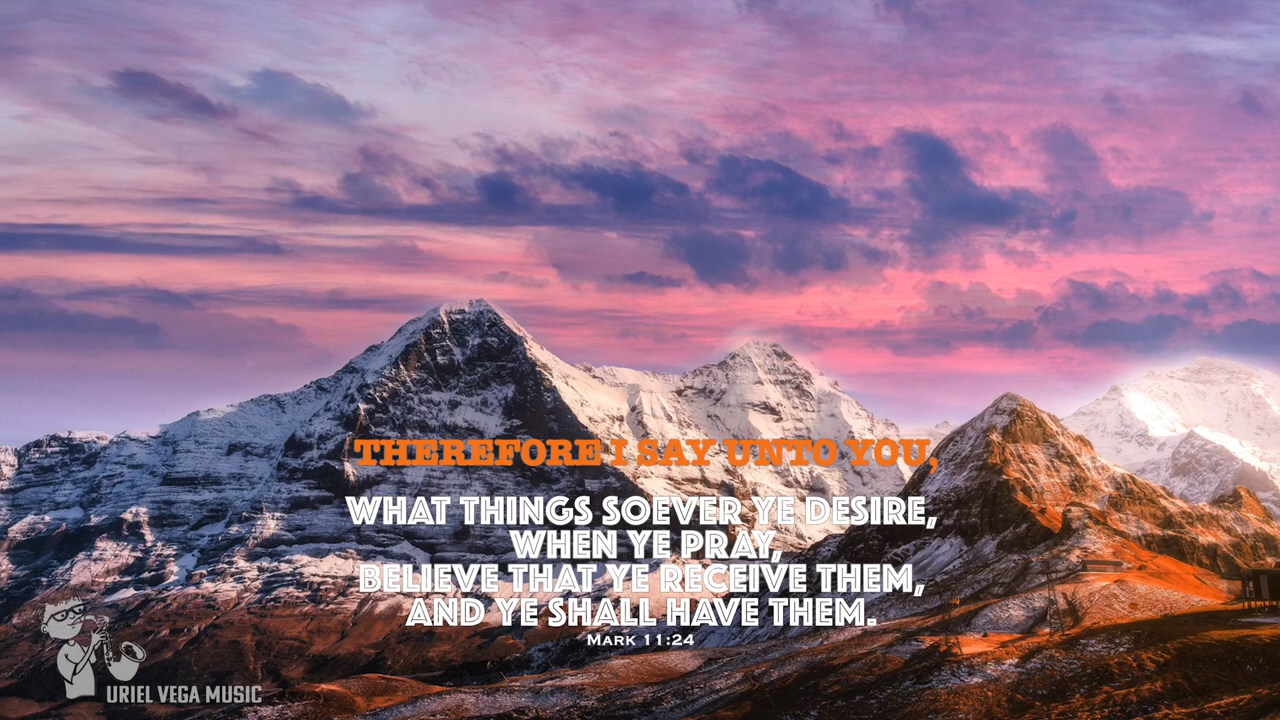 THEREFORE I SAY UNTO YOU,
WHAT THINGS SOEVER YE DESIRE,
WHEN YE PRAY,
BELIEVE THAT YE RECEIVE THEM,
AND YE SHALL HAVE THEM.
MARK 11:24
URIEL VEGA MUSIC